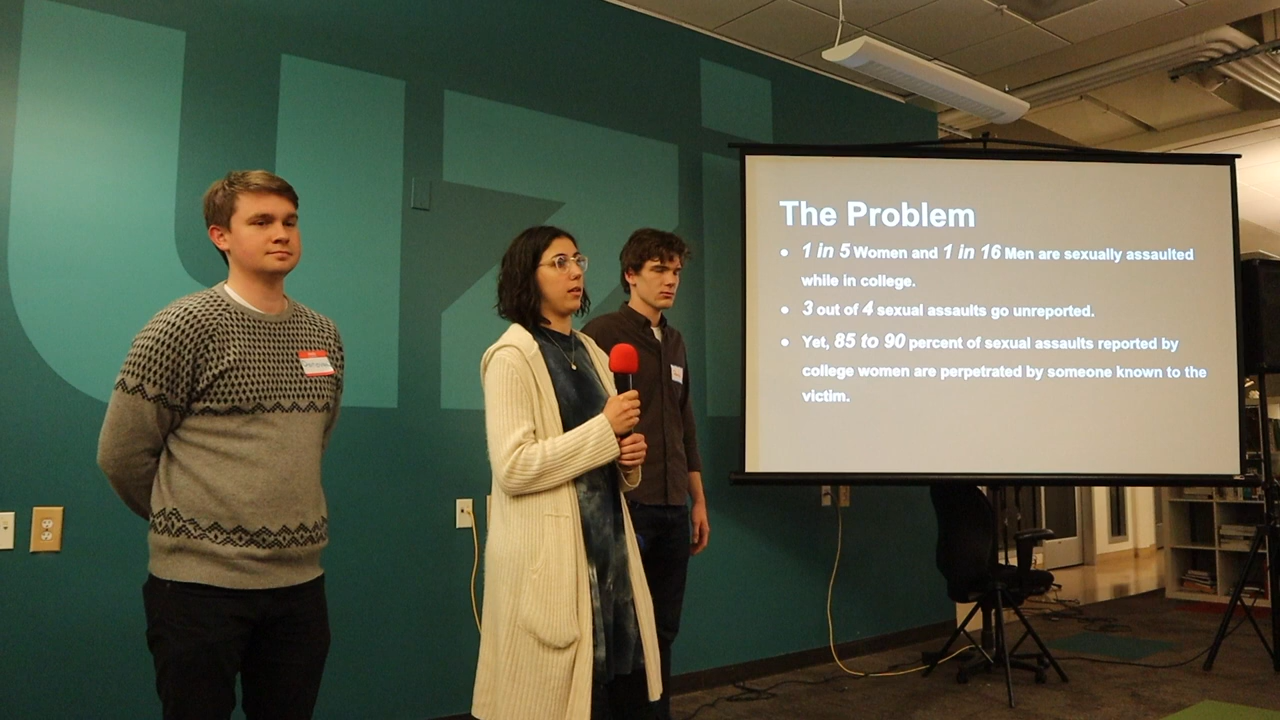 uzi
The Problem
• 1 in 5 Women and 1 in 16 Men are sexually assaulted
while in college.
• 3 out of 4 sexual assaults go unreported.
• Yet, 85 to 90 percent of sexual assaults reported by
college women are perpetrated by someone known to the
victim.